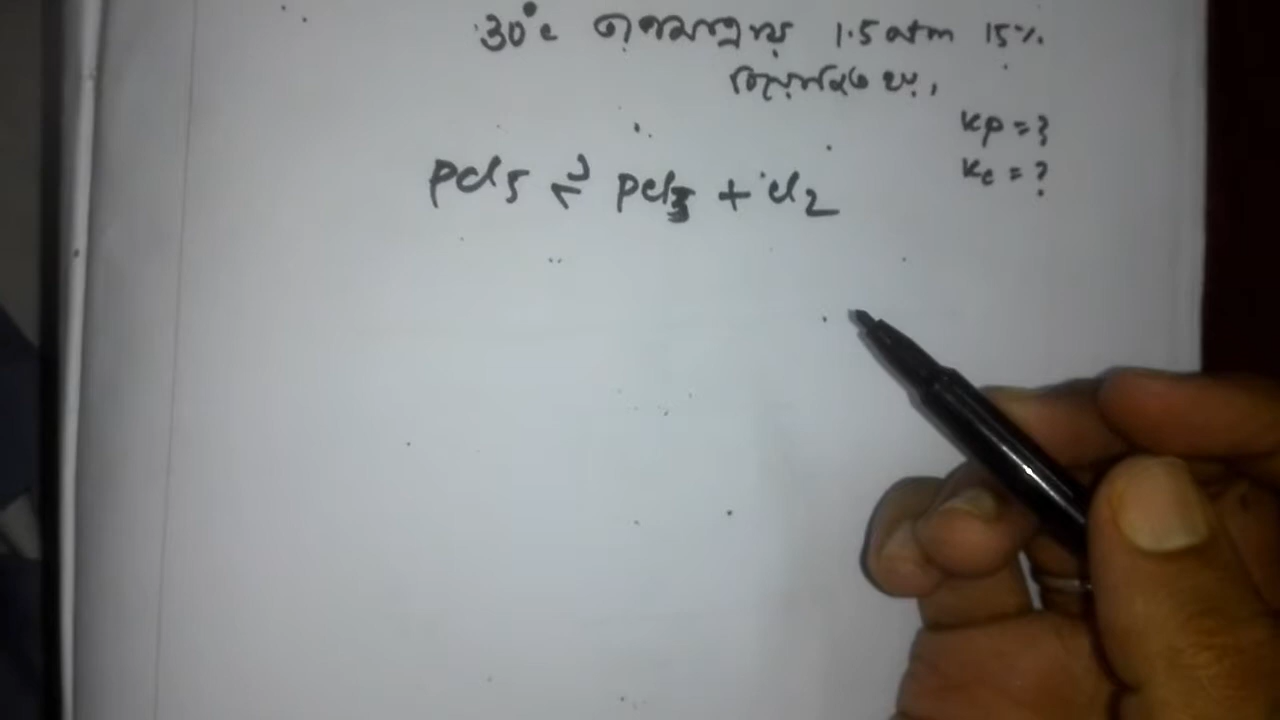 30°c তাপমাত্রায় 1.5 atm 15%
বিয়োজিত হয়,
Kp = ?
Kc = ?
pcl5 ⇌ pcl3 + cl2